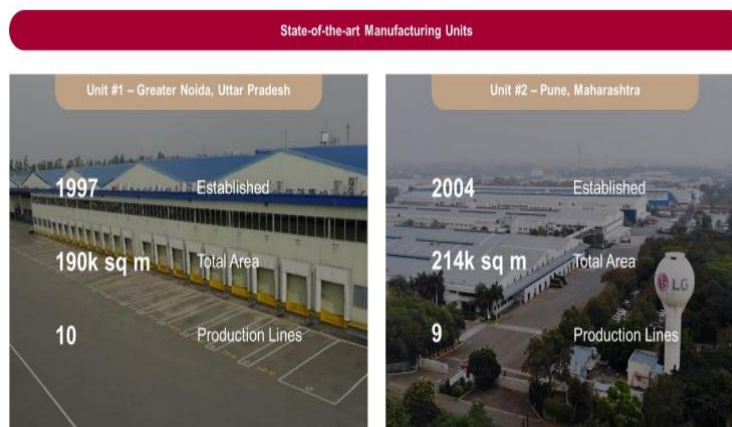 State-of-the-art Manufacturing Units
Unit #1 – Greater Noida, Uttar Pradesh
1997 Established
190k sq m Total Area
10 Production Lines
Unit #2 – Pune, Maharashtra
2004 Established
214k sq m Total Area
9 Production Lines
LG